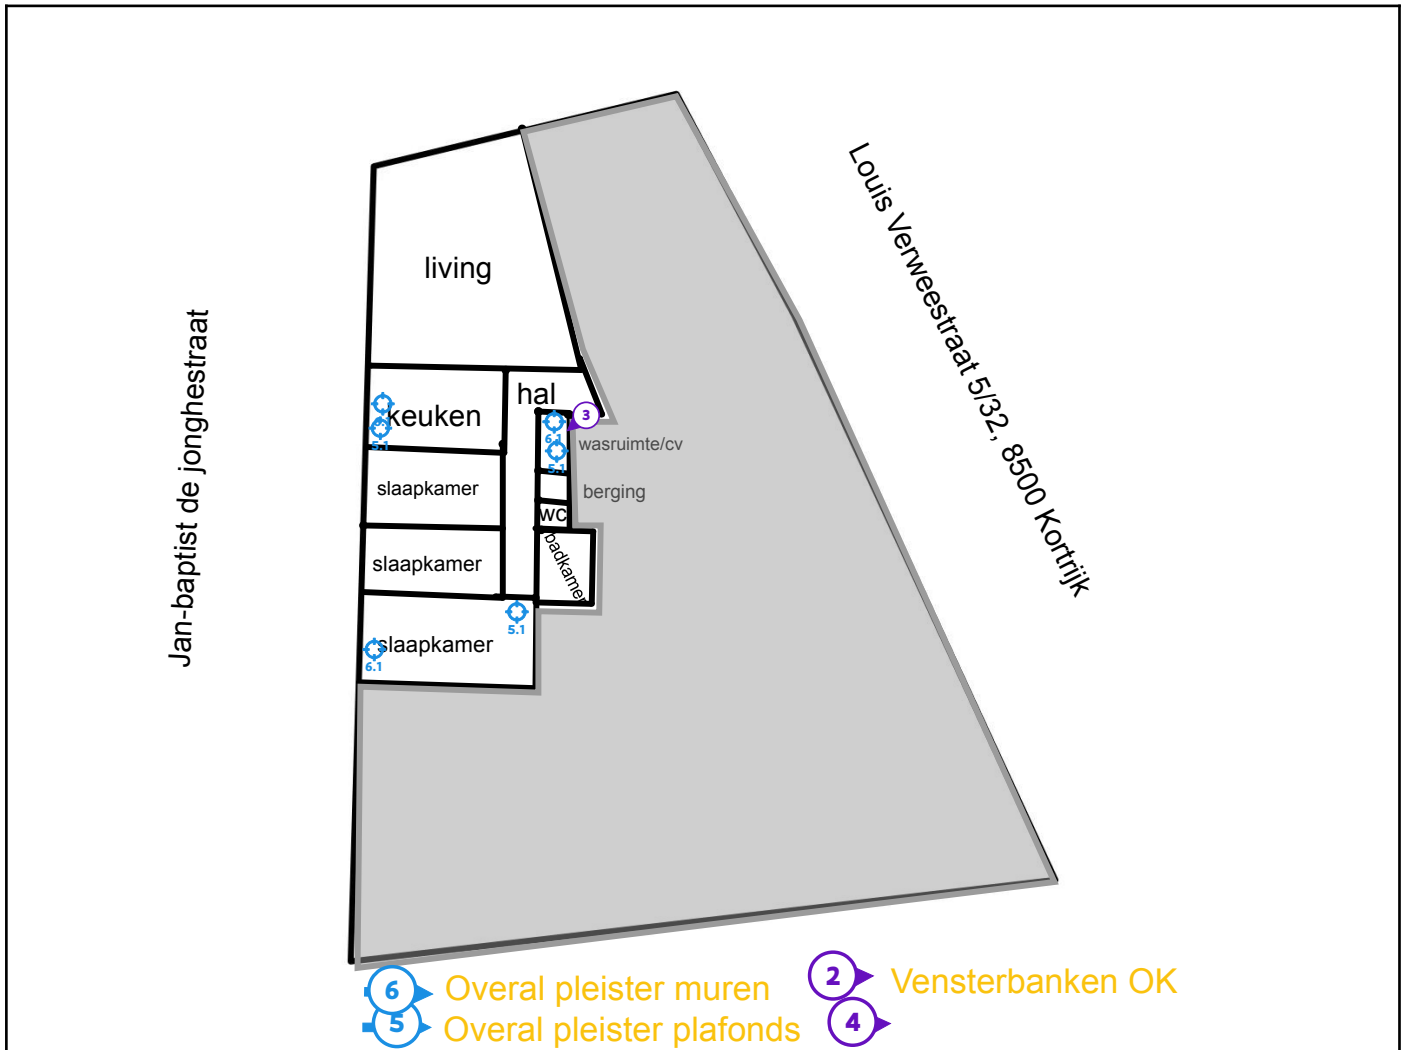 Louis Verweestraat 5/32, 8500 Kortrijk
Jan-baptist de jonghestraat
living
hal
keuken
5.1
3
6.1
wasruimte/cv
5.1
slaapkamer
berging
wc
slaapkamer
badkamer
5.1
slaapkamer
6.1
6 Overal pleister muren
2 Vensterbanken OK
5 Overal pleister plafonds
4